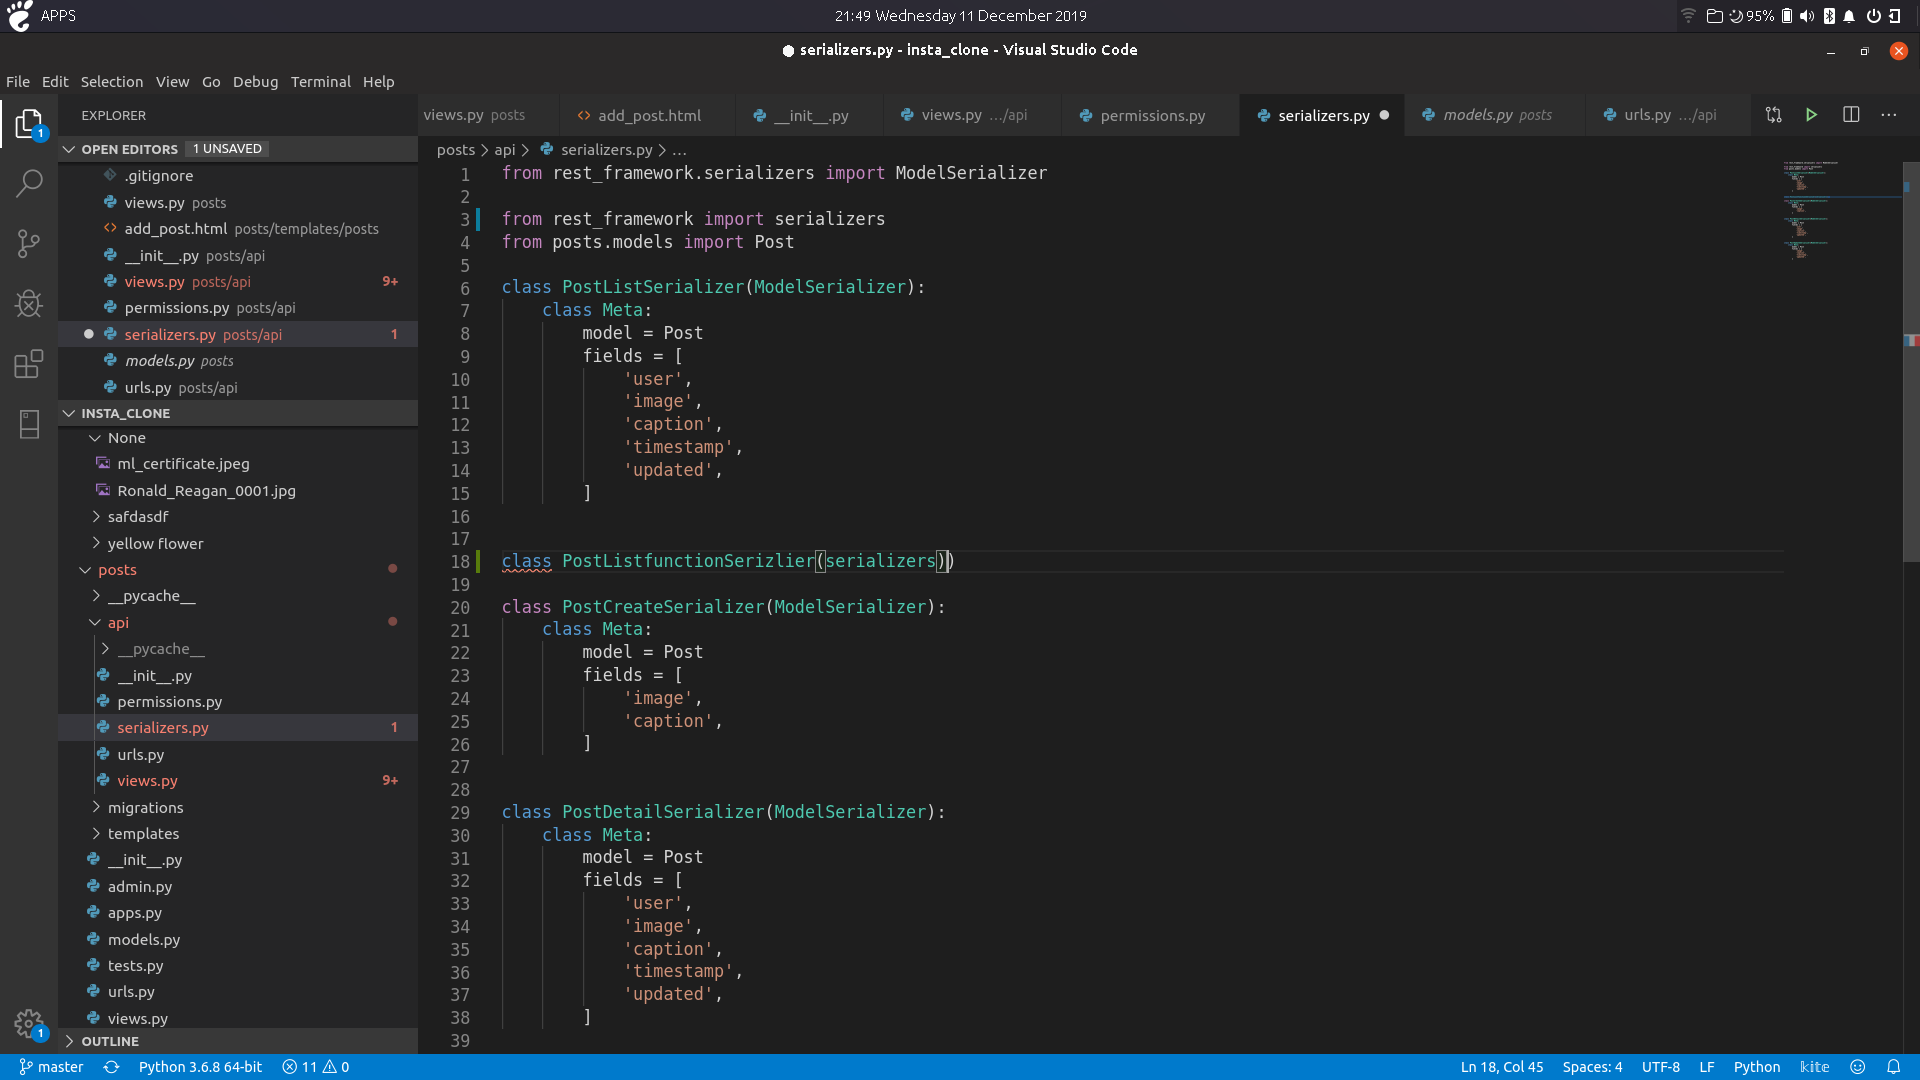 APPS
21:49 Wednesday 11 December 2019
95%
serializers.py - insta_clone - Visual Studio Code
File Edit Selection View Go Debug Terminal Help
EXPLORER
views.py posts
add_post.html
__init__.py
views.py .../api
permissions.py
serializers.py
models.py posts
urls.py .../api
OPEN EDITORS 1 UNSAVED
.gitignore
views.py posts
add_post.html posts/templates/posts
__init__.py posts/api
views.py posts/api 9+
permissions.py posts/api
serializers.py posts/api 1
models.py posts
urls.py posts/api
INSTA_CLONE
None
ml_certificate.jpeg
Ronald_Reagan_0001.jpg
safdasdf
yellow flower
posts
__pycache__
api
__pycache__
__init__.py
permissions.py
serializers.py 1
urls.py
views.py 9+
migrations
templates
__init__.py
admin.py
apps.py
models.py
tests.py
urls.py
views.py
OUTLINE
1
1
posts > api > serializers.py > ...
1 from rest_framework.serializers import ModelSerializer
2
3 from rest_framework import serializers
4 from posts.models import Post
5
6 class PostListSerializer(ModelSerializer):
7 class Meta:
8 model = Post
9 fields = [
10 'user',
11 'image',
12 'caption',
13 'timestamp',
14 'updated',
15 ]
16
17
18 class PostListfunctionSerizlier(serializers))
19
20 class PostCreateSerializer(ModelSerializer):
21 class Meta:
22 model = Post
23 fields = [
24 'image',
25 'caption',
26 ]
27
28
29 class PostDetailSerializer(ModelSerializer):
30 class Meta:
31 model = Post
32 fields = [
33 'user',
34 'image',
35 'caption',
36 'timestamp',
37 'updated',
38 ]
39
master Python 3.6.8 64-bit 11 0
Ln 18, Col 45 Spaces: 4 UTF-8 LF Python kite